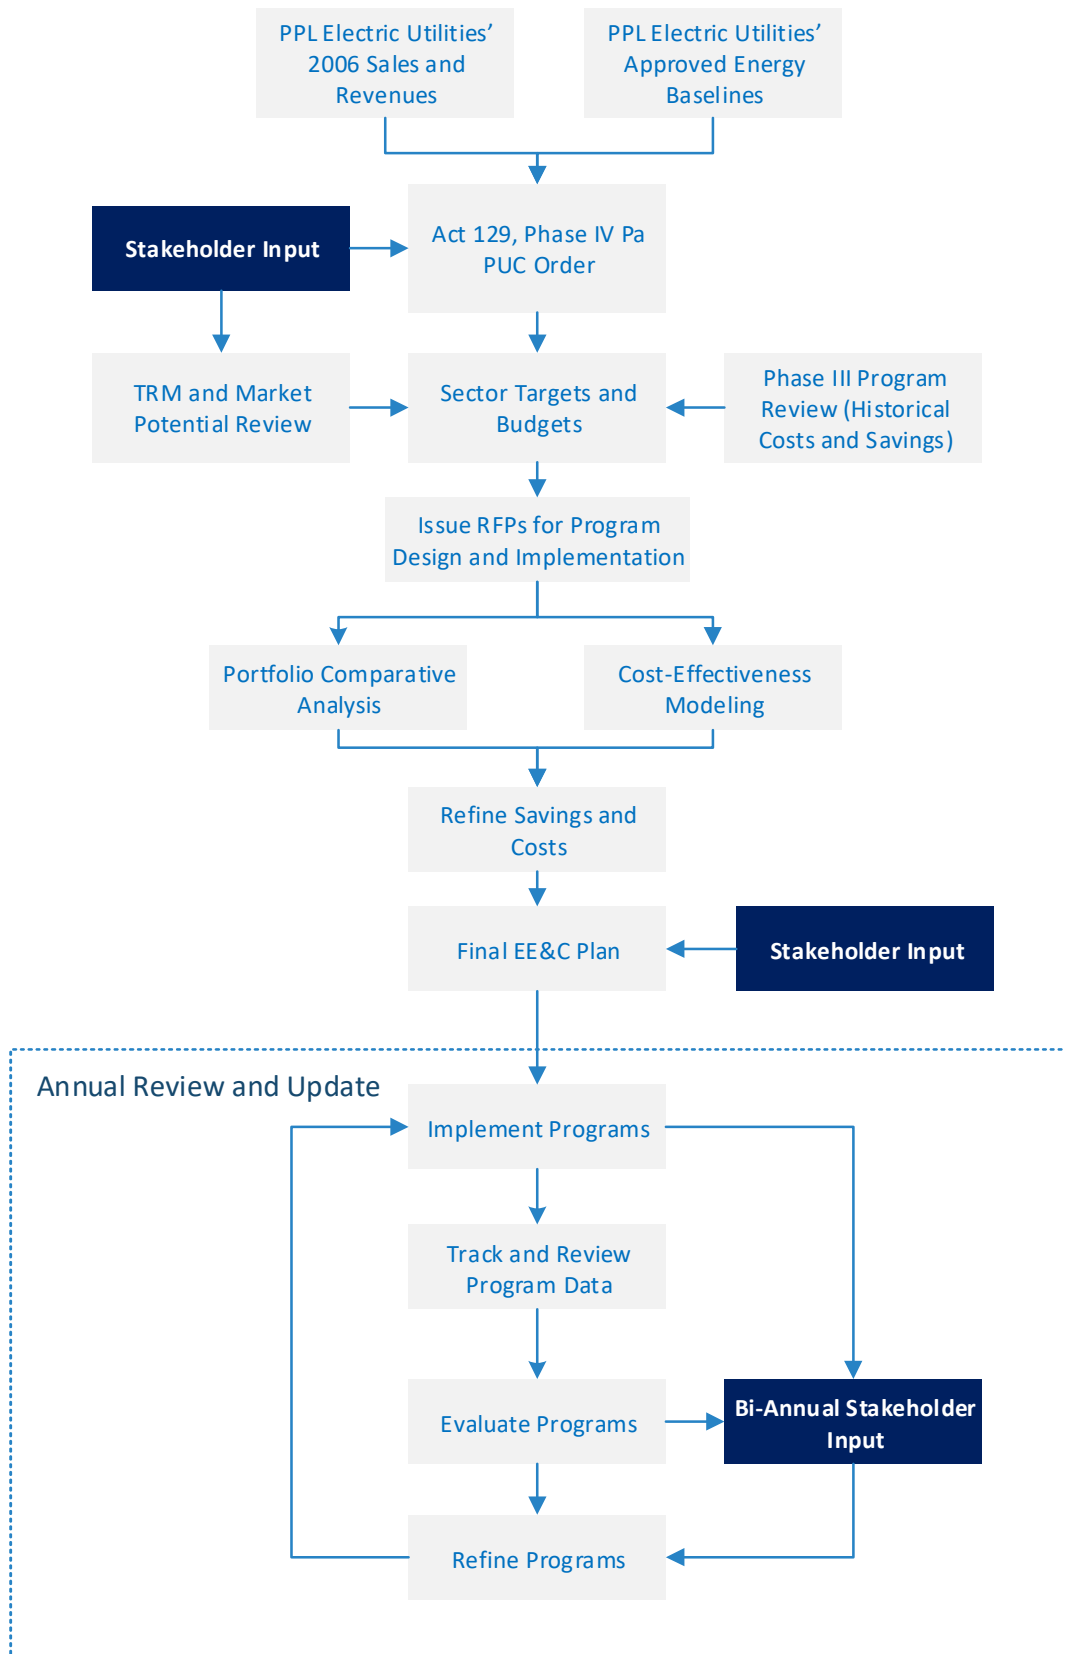 PPL Electric Utilities’
2006 Sales and
Revenues
PPL Electric Utilities’
Approved Energy
Baselines
Stakeholder Input
Act 129, Phase IV Pa
PUC Order
TRM and Market
Potential Review
Sector Targets and
Budgets
Phase III Program
Review (Historical
Costs and Savings)
Issue RFPs for Program
Design and Implementation
Portfolio Comparative
Analysis
Cost-Effectiveness
Modeling
Refine Savings and
Costs
Final EE&C Plan
Stakeholder Input
Annual Review and Update
Implement Programs
Track and Review
Program Data
Evaluate Programs
Bi-Annual Stakeholder
Input
Refine Programs